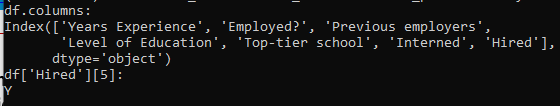 df.columns:
Index(['Years Experience', 'Employed?', 'Previous employers',
       'Level of Education', 'Top-tier school', 'Interned', 'Hired'],
      dtype='object')
df['Hired'][5]:
Y